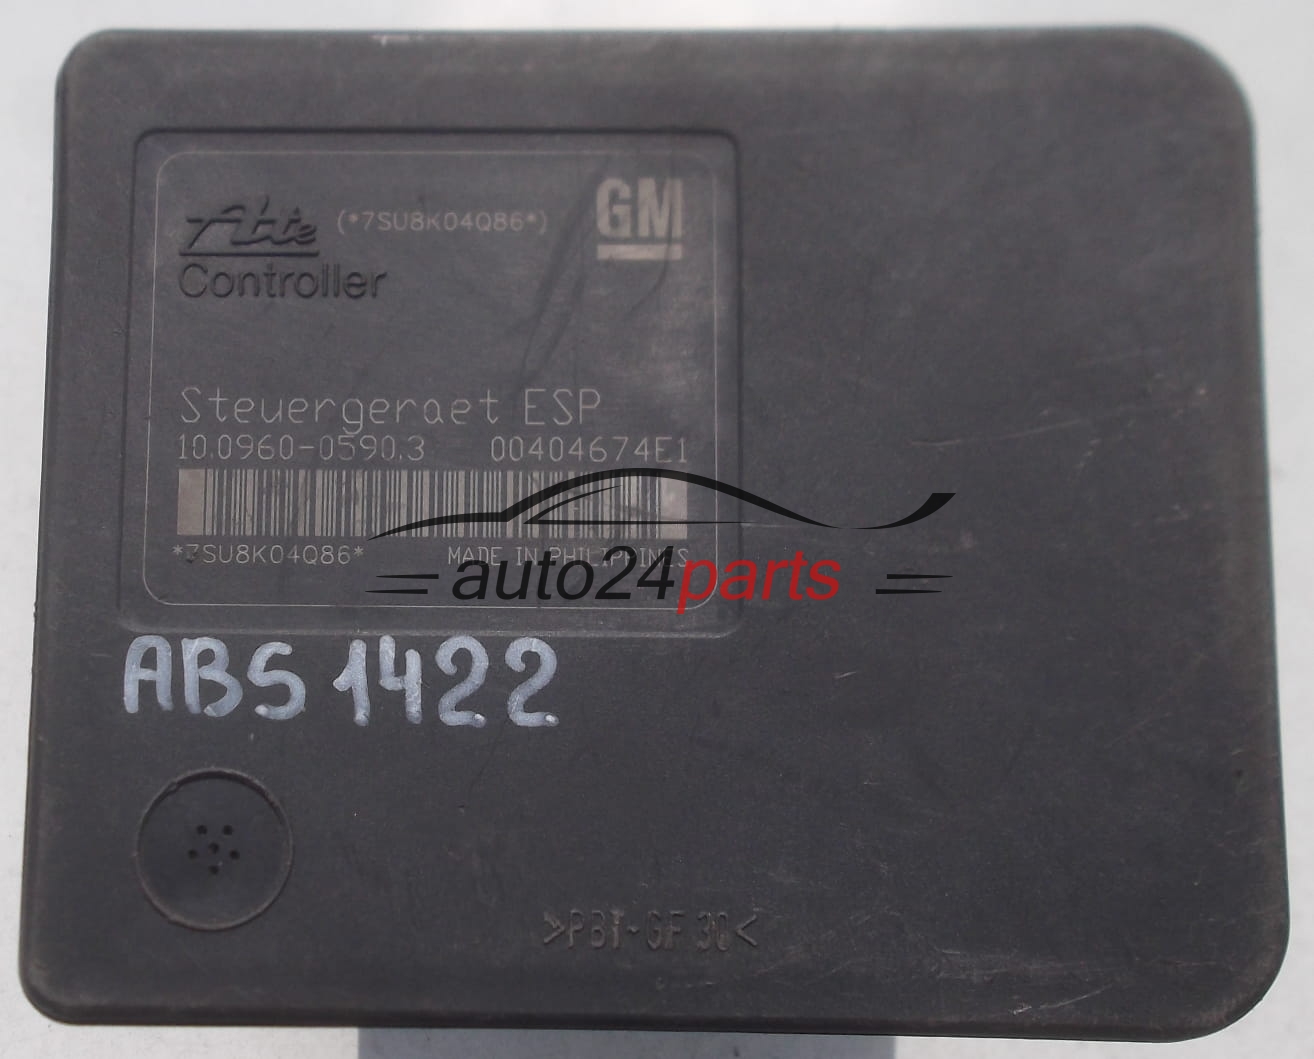 Ate (*7SU8K04Q86*) GM
Controller
Steuergeraet ESP
10.0960-0590.3 00404674E1
*7SU8K04Q86* MADE IN PHILIPPINES
auto24parts
ABS 1422
>PBT-GF 30<